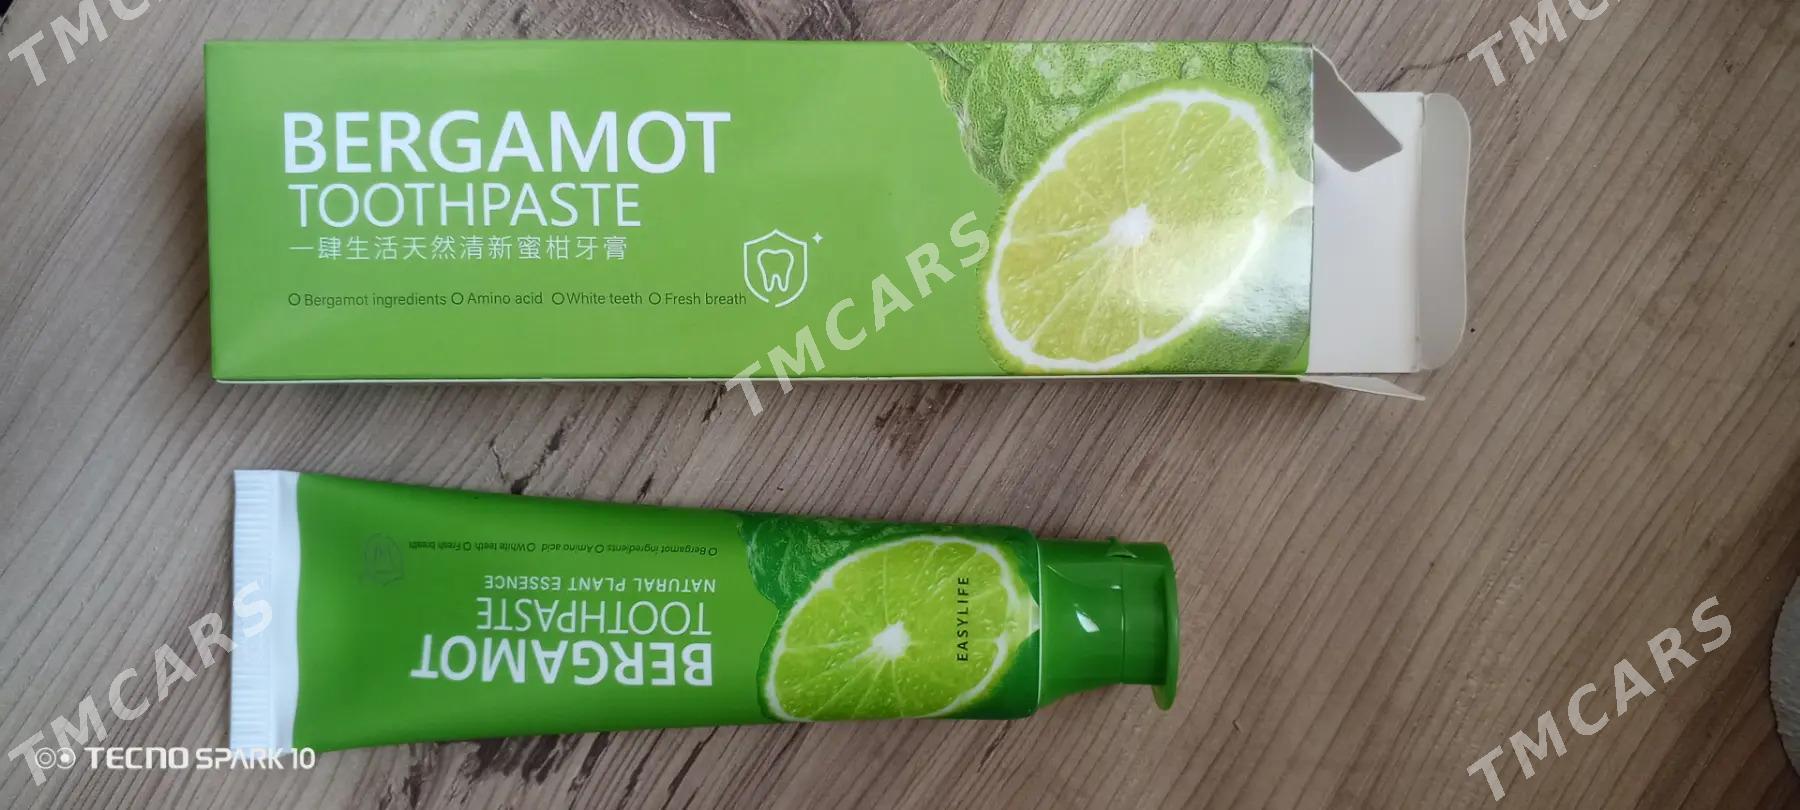 TMCARS
TMCARS
BERGAMOT
TOOTHPASTE
一肆生活天然清新蜜柑牙膏
Bergamot ingredients Amino acid White teeth Fresh breath
TMCARS
BERGAMOT
TOOTHPASTE
NATURAL PLANT ESSENCE
Bergamot ingredients Amino acid White teeth Fresh breath
EASYLIFE
TMCARS
TMCARS
TECNO SPARK 10